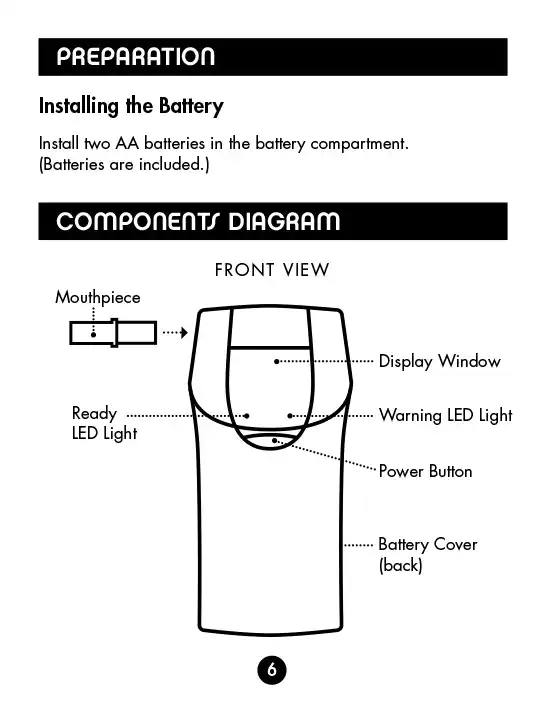 PREPARATION
Installing the Battery
Install two AA batteries in the battery compartment.
(Batteries are included.)
COMPONENTS DIAGRAM
FRONT VIEW
Mouthpiece
Display Window
Ready
LED Light
Warning LED Light
Power Button
Battery Cover
(back)
6